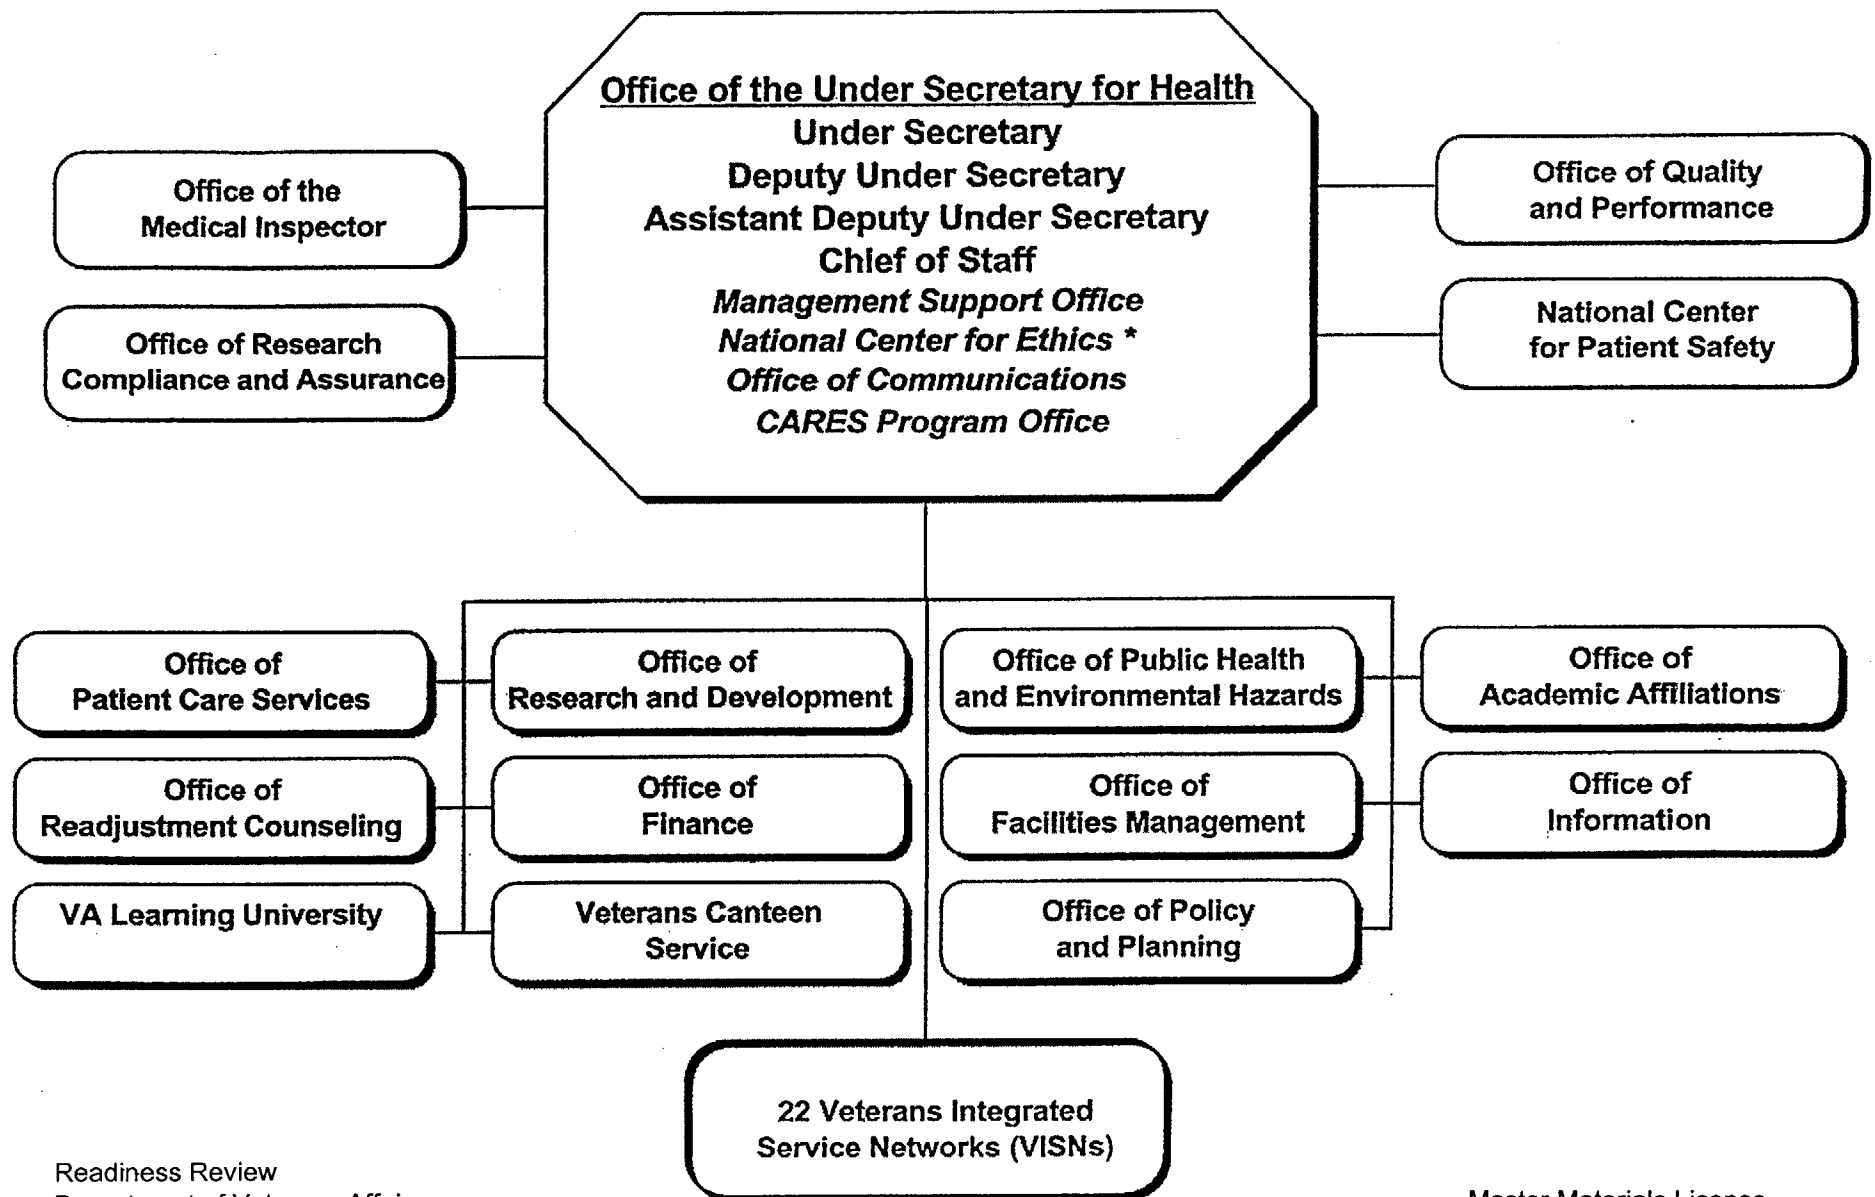 Office of the Under Secretary for Health
Under Secretary
Deputy Under Secretary
Assistant Deputy Under Secretary
Chief of Staff
Management Support Office
National Center for Ethics *
Office of Communications
CARES Program Office
Office of the
Medical Inspector
Office of Research
Compliance and Assurance
Office of Quality
and Performance
National Center
for Patient Safety
Office of
Patient Care Services
Office of
Research and Development
Office of Public Health
and Environmental Hazards
Office of
Academic Affiliations
Office of
Readjustment Counseling
Office of
Finance
Office of
Facilities Management
Office of
Information
VA Learning University
Veterans Canteen
Service
Office of Policy
and Planning
22 Veterans Integrated
Service Networks (VISNs)
Readiness Review